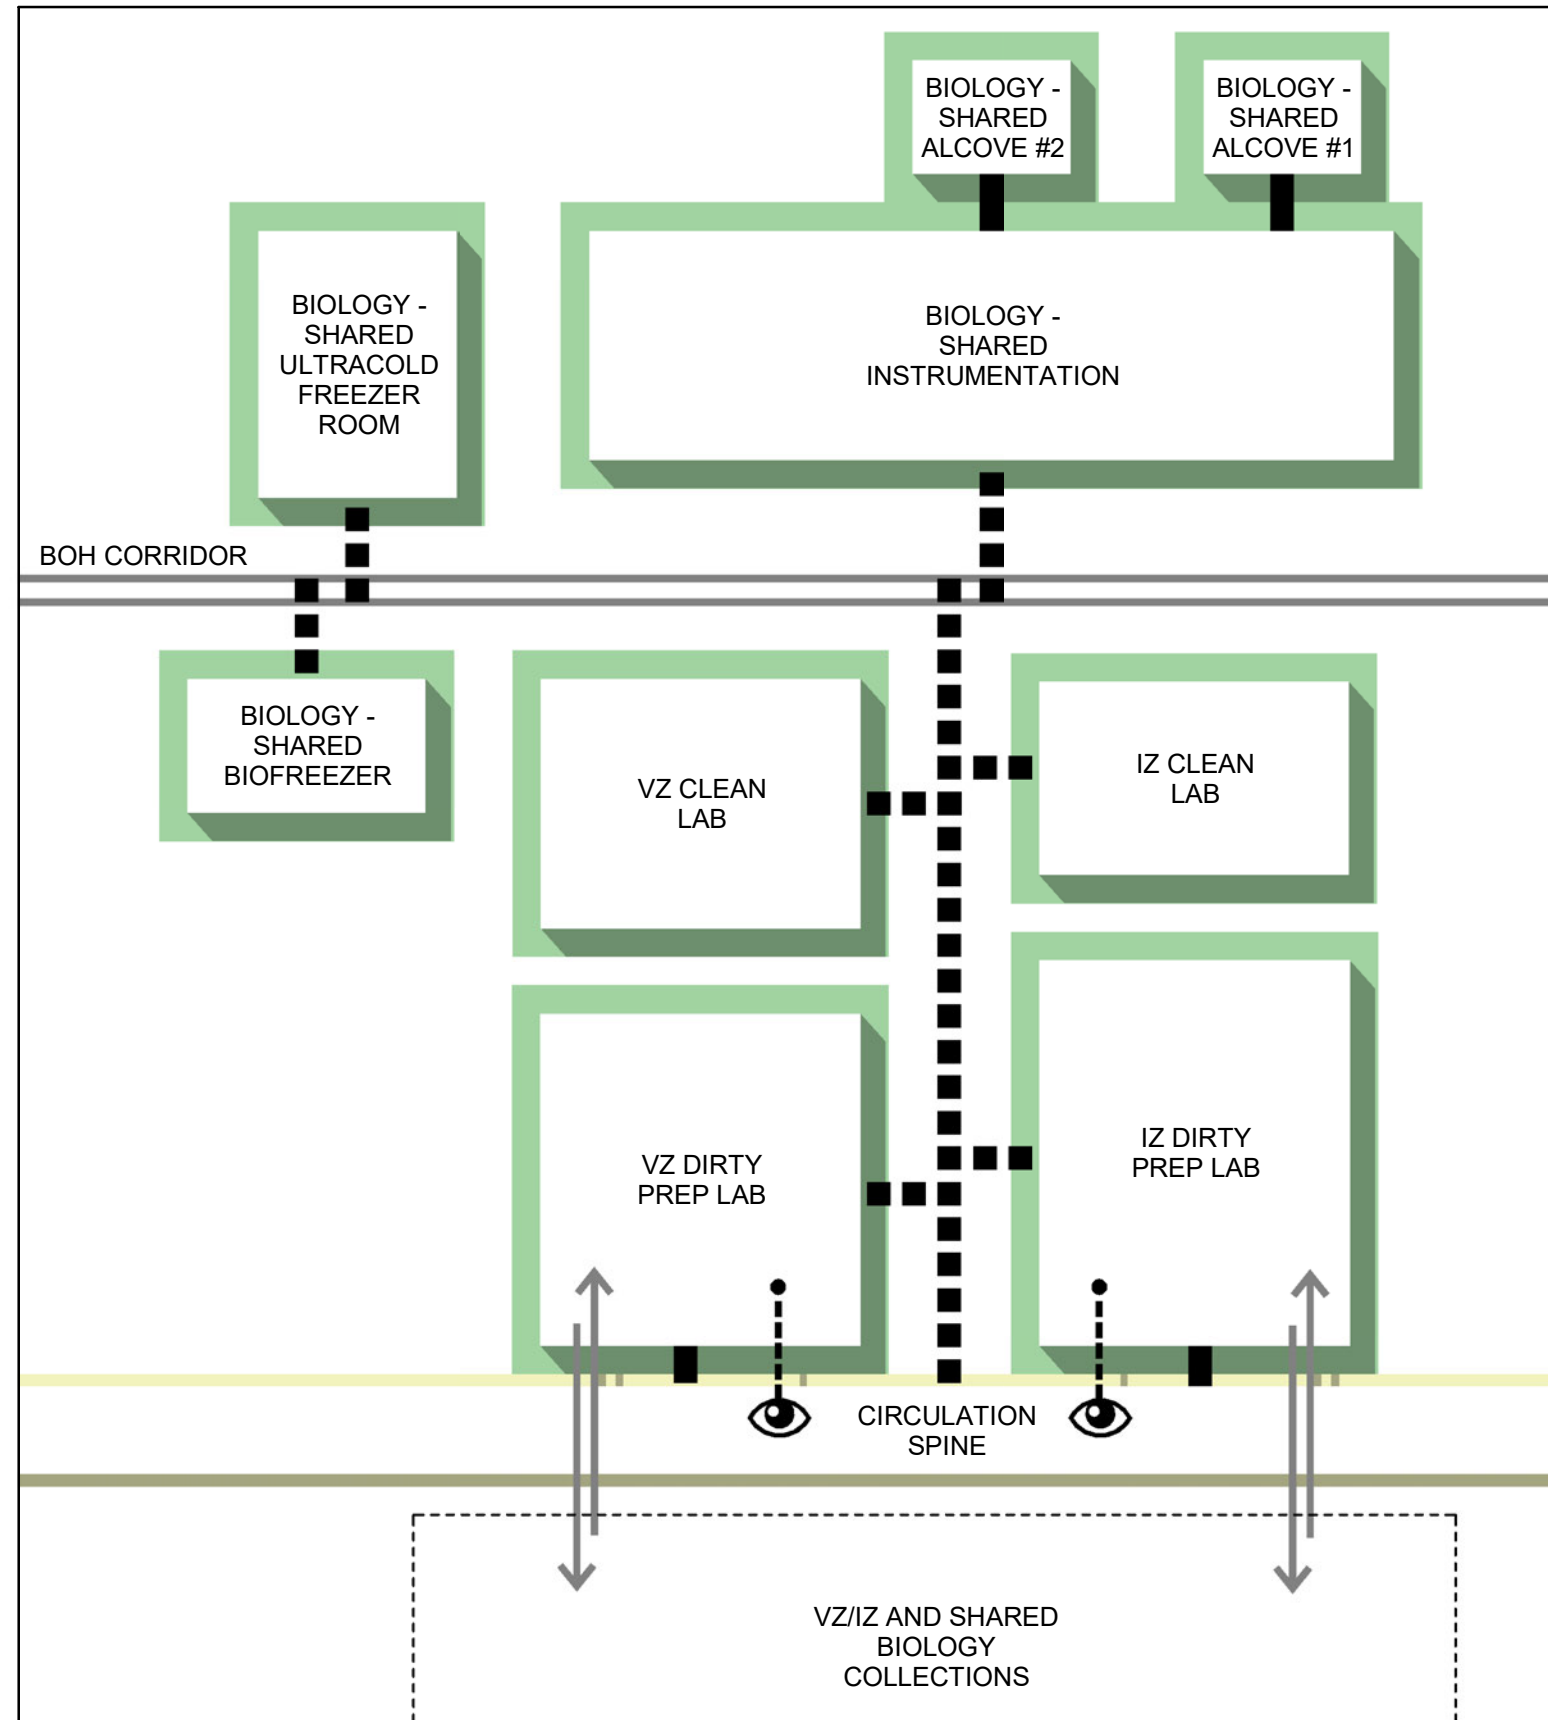 BIOLOGY -
SHARED
ALCOVE #2
BIOLOGY -
SHARED
ALCOVE #1
BIOLOGY -
SHARED
ULTRACOLD
FREEZER
ROOM
BIOLOGY -
SHARED
INSTRUMENTATION
BOH CORRIDOR
BIOLOGY -
SHARED
BIOFREEZER
VZ CLEAN
LAB
IZ CLEAN
LAB
VZ DIRTY
PREP LAB
IZ DIRTY
PREP LAB
CIRCULATION
SPINE
VZ/IZ AND SHARED
BIOLOGY
COLLECTIONS